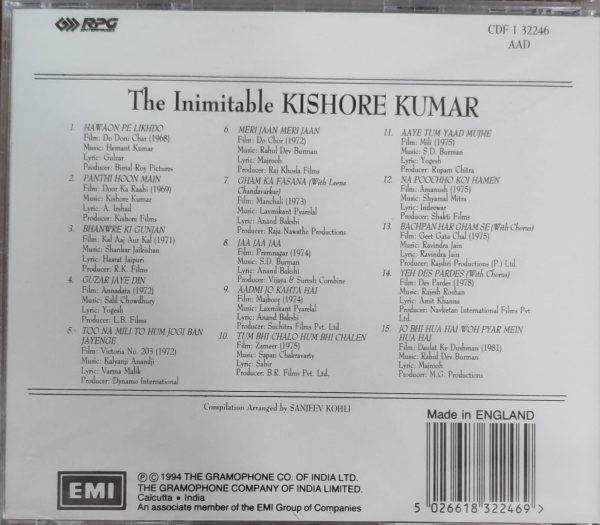 RPG
ENTERPRISES
CDF 1 32246
AAD
The Inimitable KISHORE KUMAR
1. HAWAON PE LIKHDO
Film: Do Doni Char (1968)
Music: Hemant Kumar
Lyric: Gulzar
Producer: Bimal Roy Pictures
2. PANTHI HOON MAIN
Film: Door Ka Raahi (1969)
Music: Kishore Kumar
Lyric: A. Irshad
Producer: Kishore Films
3. BHANWRE KI GUNJAN
Film: Kal Aaj Aur Kal (1971)
Music: Shankar Jaikishan
Lyric: Hasrat Jaipuri
Producer: R.K. Films
4. GUZAR JAYE DIN
Film: Annadata (1972)
Music: Salil Chowdhury
Lyric: Yogesh
Producer: L.B. Films
5. TOO NA MILI TO HUM JOGI BAN
JAYENGE
Film: Victoria No. 203 (1972)
Music: Kalyanji Anandji
Lyric: Varma Malik
Producer: Dynamo International
6. MERI JAAN MERI JAAN
Film: Do Chor (1972)
Music: Rahul Dev Burman
Lyric: Majrooh
Producer: Raj Khosla Films
7. GHAM KA FASANA (With Leena
Chandavarkar)
Film: Manchali (1973)
Music: Laxmikant Pyarelal
Lyric: Anand Bakshi
Producer: Raja Nawathe Productions
8. JAA JAA JAA
Film: Premnagar (1974)
Music: S.D. Burman
Lyric: Anand Bakshi
Producer: Vijaya & Suresh Combine
9. AADMI JO KAHTA HAI
Film: Majboor (1974)
Music: Laxmikant Pyarelal
Lyric: Anand Bakshi
Producer: Suchitra Films Pvt. Ltd.
10. TUM BHI CHALO HUM BHI CHALEN
Film: Zameer (1975)
Music: Sapan Chakravarty
Lyric: Sahir
Producer: B.R. Films Pvt. Ltd.
11. AAYE TUM YAAD MUJHE
Film: Mili (1975)
Music: S.D. Burman
Lyric: Yogesh
Producer: Rupam Chitra
12. NA POOCHHO KOI HAMEN
Film: Amanush (1975)
Music: Shyamal Mitra
Lyric: Indeewar
Producer: Shakti Films
13. BACHPAN HAR GHAM SE (With Chorus)
Film: Geet Gata Chal (1975)
Music: Ravindra Jain
Lyric: Ravindra Jain
Producer: Rajshri Productions (P.) Ltd.
14. YEH DES PARDES (With Chorus)
Film: Des Pardes (1978)
Music: Rajesh Roshan
Lyric: Amit Khanna
Producer: Navketan International Films Pvt.
Ltd.
15. JO BHI HUA HAI WOH PYAR MEIN
HUA HAI
Film: Daulat Ke Dushman (1981)
Music: Rahul Dev Burman
Lyric: Majrooh
Producer: M.G. Productions
Compilation Arranged by SANJEEV KOHLI
Made in ENGLAND
EMI
Ⓟ © 1994 THE GRAMOPHONE CO. OF INDIA LTD.
THE GRAMOPHONE COMPANY OF INDIA LIMITED.
Calcutta • India
An associate member of the EMI Group of Companies
5 026618 322469 >